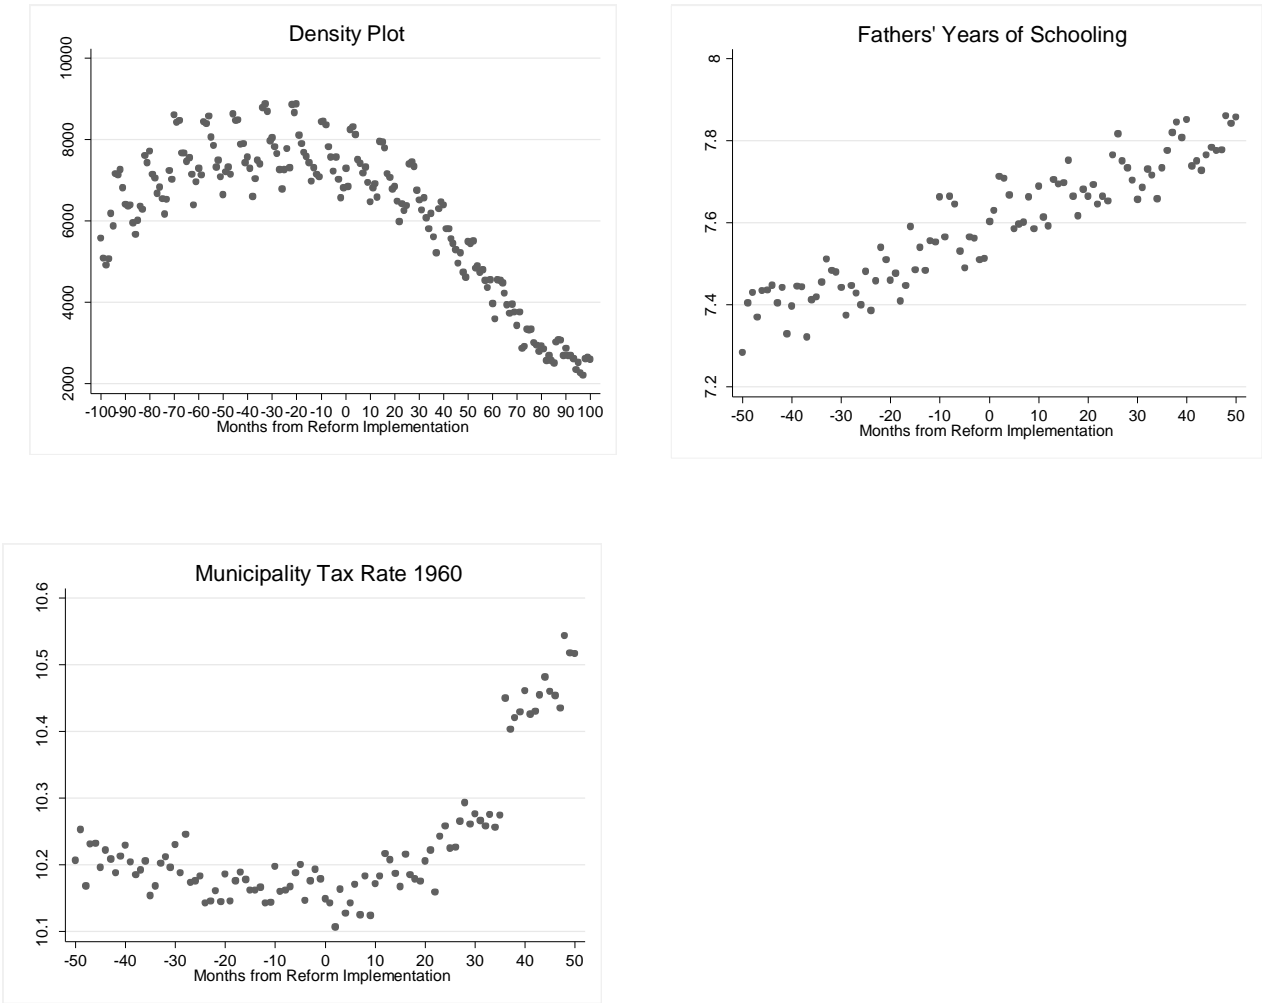 Density Plot
10000
8000
6000
4000
2000
-100 -90 -80 -70 -60 -50 -40 -30 -20 -10 0 10 20 30 40 50 60 70 80 90 100
Months from Reform Implementation
Fathers' Years of Schooling
8
7.8
7.6
7.4
7.2
-50 -40 -30 -20 -10 0 10 20 30 40 50
Months from Reform Implementation
Municipality Tax Rate 1960
10.6
10.5
10.4
10.3
10.2
10.1
-50 -40 -30 -20 -10 0 10 20 30 40 50
Months from Reform Implementation